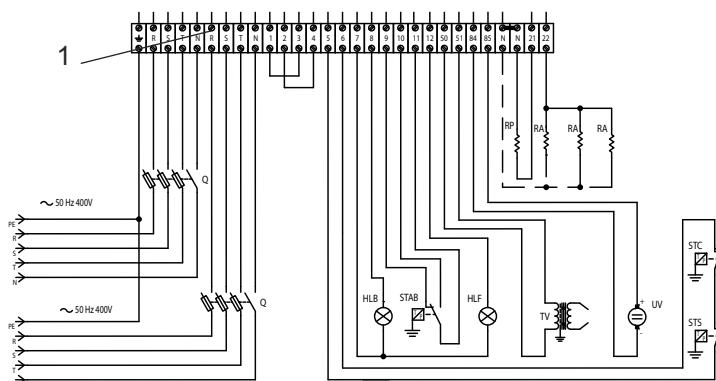 1
R S T N R S T N 1 2 3 4 5 6 7 8 9 10 11 12 50 51 84 85 N N 21 22
RP RA RA RA
Q
50 Hz 400V
PE
R
S
T
N
STC
HLB STAB HLF
TV
+ UV
-
STS
50 Hz 400V
Q
PE
R
S
T